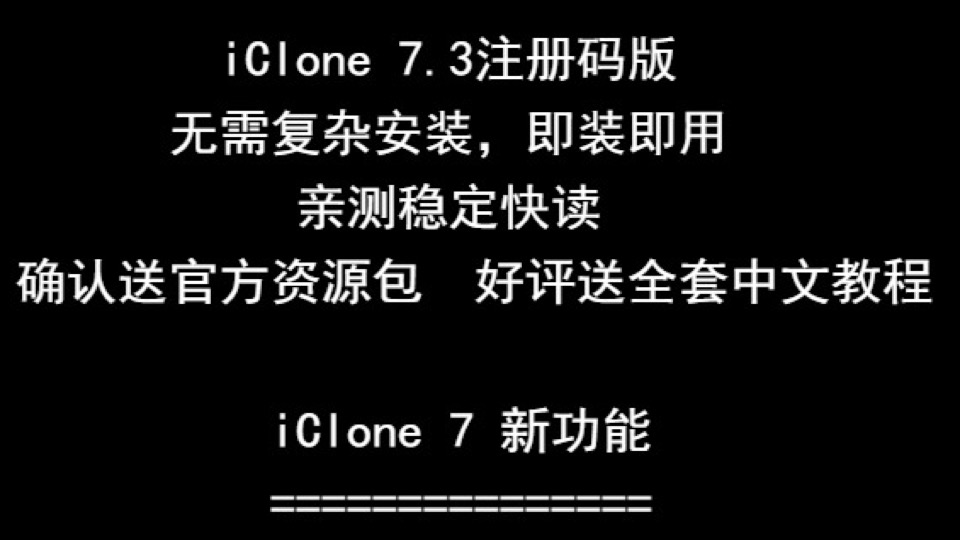 iClone 7.3注册码版
无需复杂安装，即装即用
亲测稳定快读
确认送官方资源包 好评送全套中文教程
iClone 7 新功能
===============